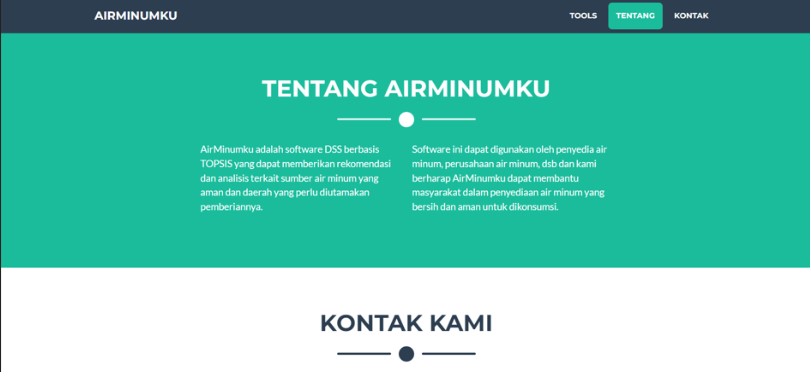 AIRMINUMKU
TOOLS
TENTANG
KONTAK
TENTANG AIRMINUMKU
AirMinumku adalah software DSS berbasis
TOPSIS yang dapat memberikan rekomendasi
dan analisis terkait sumber air minum yang
aman dan daerah yang perlu diutamakan
pemberiannya.
Software ini dapat digunakan oleh penyedia air
minum, perusahaan air minum, dsb dan kami
berharap AirMinumku dapat membantu
masyarakat dalam penyediaan air minum yang
bersih dan aman untuk dikonsumsi.
KONTAK KAMI